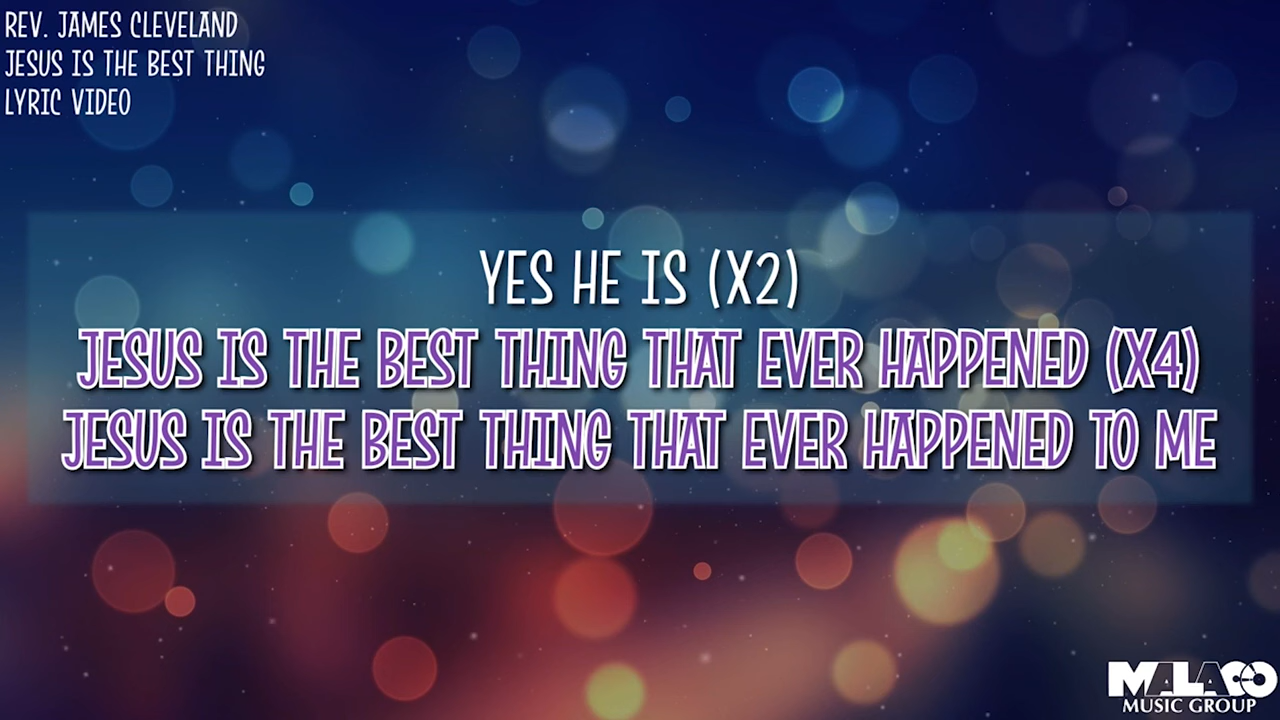 REV. JAMES CLEVELAND
JESUS IS THE BEST THING
LYRIC VIDEO
YES HE IS (X2)
JESUS IS THE BEST THING THAT EVER HAPPENED (X4)
JESUS IS THE BEST THING THAT EVER HAPPENED TO ME
MALACO
MUSIC GROUP